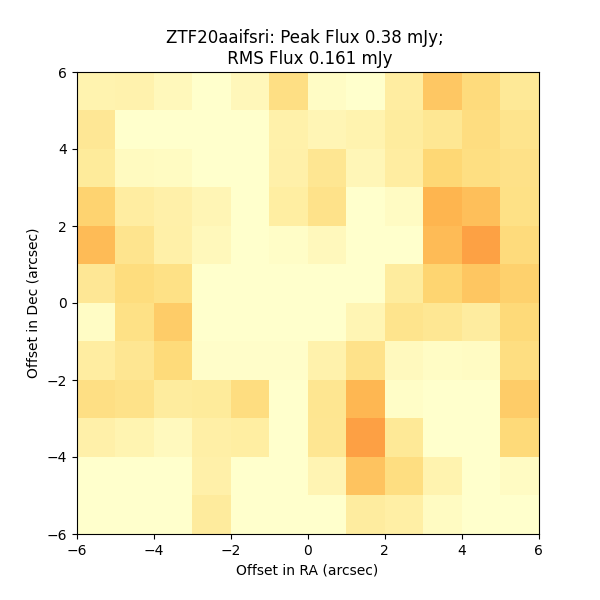 ZTF20aaifsri: Peak Flux 0.38 mJy;
RMS Flux 0.161 mJy
6
4
2
0
−2
−4
−6
Offset in Dec (arcsec)
−6 −4 −2 0 2 4 6
Offset in RA (arcsec)